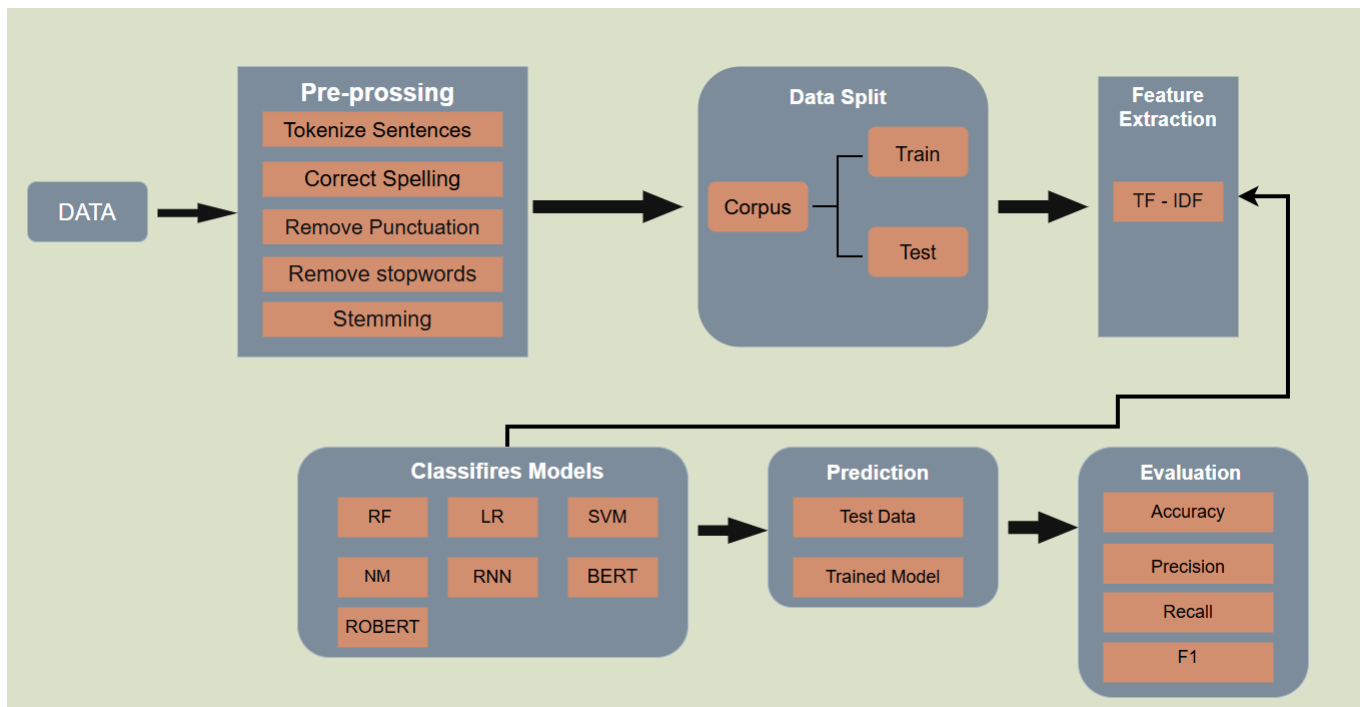 DATA
Pre-prossing
Tokenize Sentences
Correct Spelling
Remove Punctuation
Remove stopwords
Stemming
Data Split
Corpus
Train
Test
Feature
Extraction
TF - IDF
Classifires Models
RF
LR
SVM
NM
RNN
BERT
ROBERT
Prediction
Test Data
Trained Model
Evaluation
Accuracy
Precision
Recall
F1